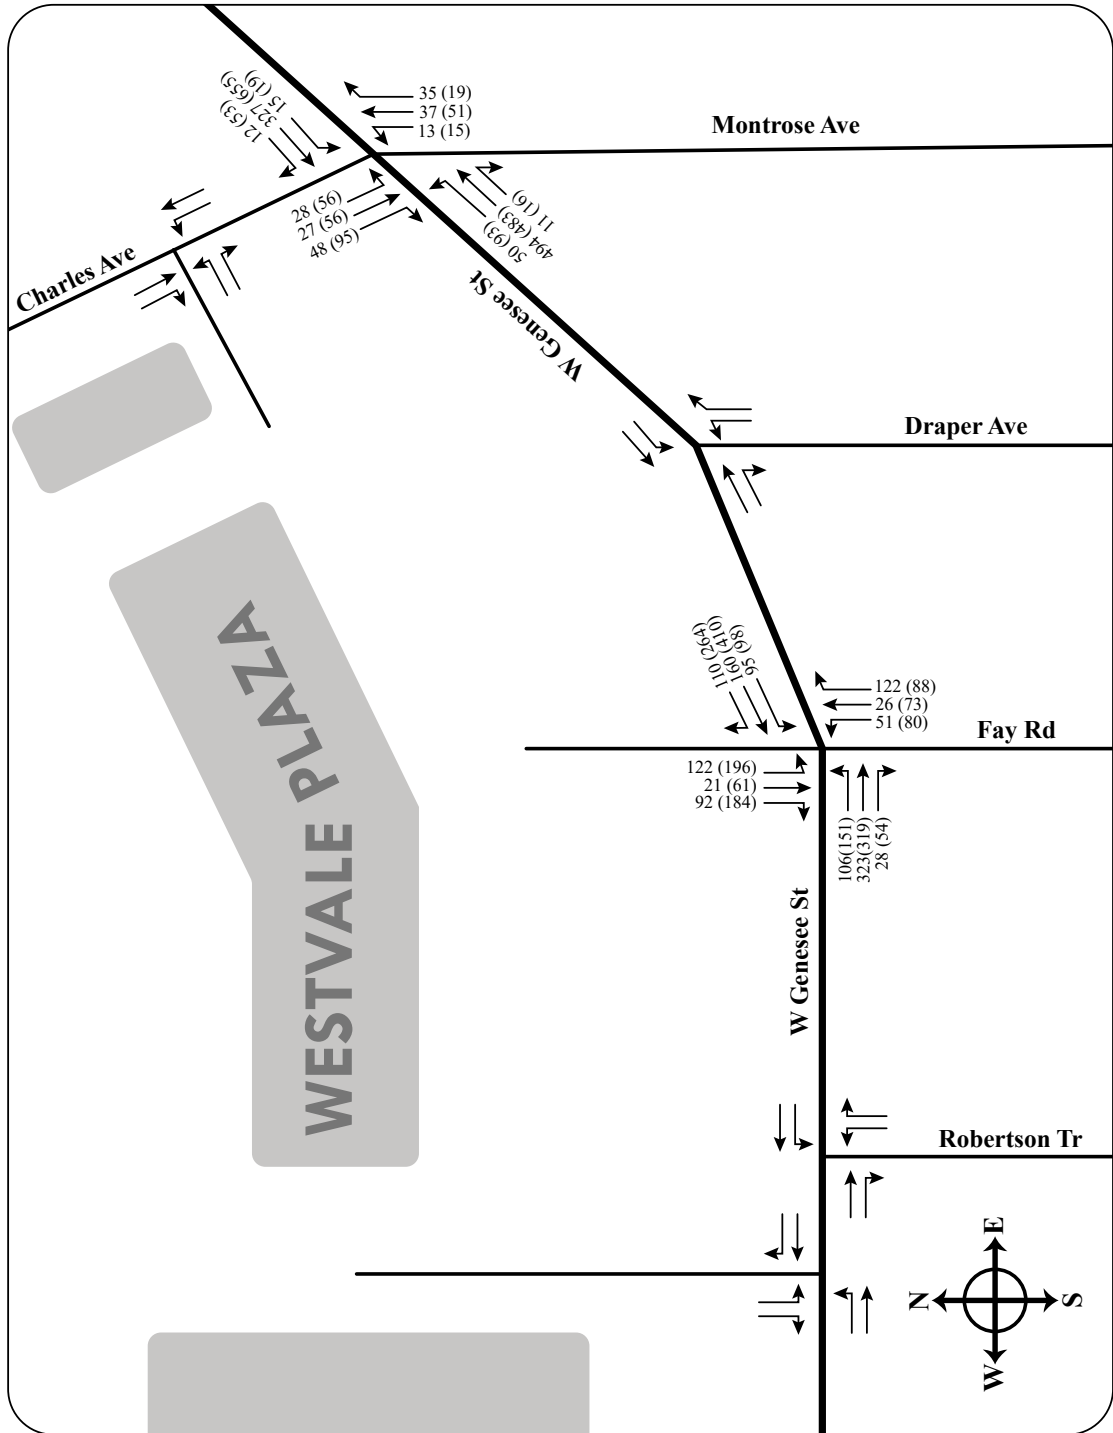 15 (19)
327 (655)
12 (53)
35 (19)
37 (51)
13 (15)
Montrose Ave
28 (56)
27 (56)
48 (95)
11 (16)
494 (483)
50 (93)
Charles Ave
W Genesee St
Draper Ave
WESTVALE PLAZA
110 (264)
160 (410)
95 (98)
122 (88)
26 (73)
51 (80)
Fay Rd
122 (196)
21 (61)
92 (184)
106(151)
323(319)
28 (54)
W Genesee St
Robertson Tr
E
N
S
W